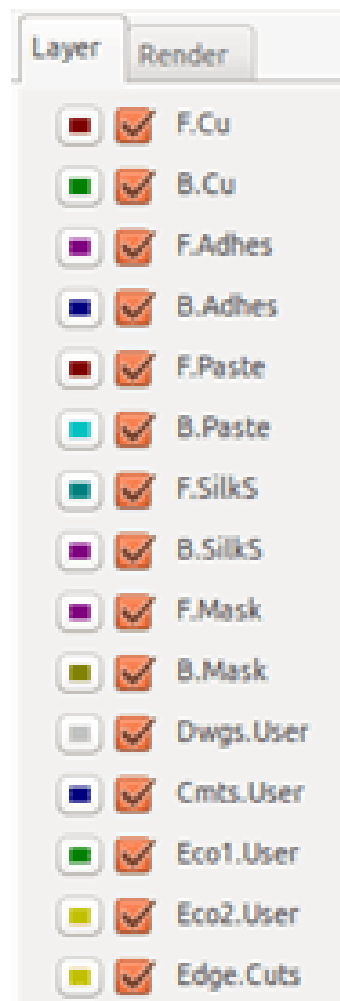 Layer Render
F.Cu
B.Cu
F.Adhes
B.Adhes
F.Paste
B.Paste
F.SilkS
B.SilkS
F.Mask
B.Mask
Dwgs.User
Cmts.User
Eco1.User
Eco2.User
Edge.Cuts